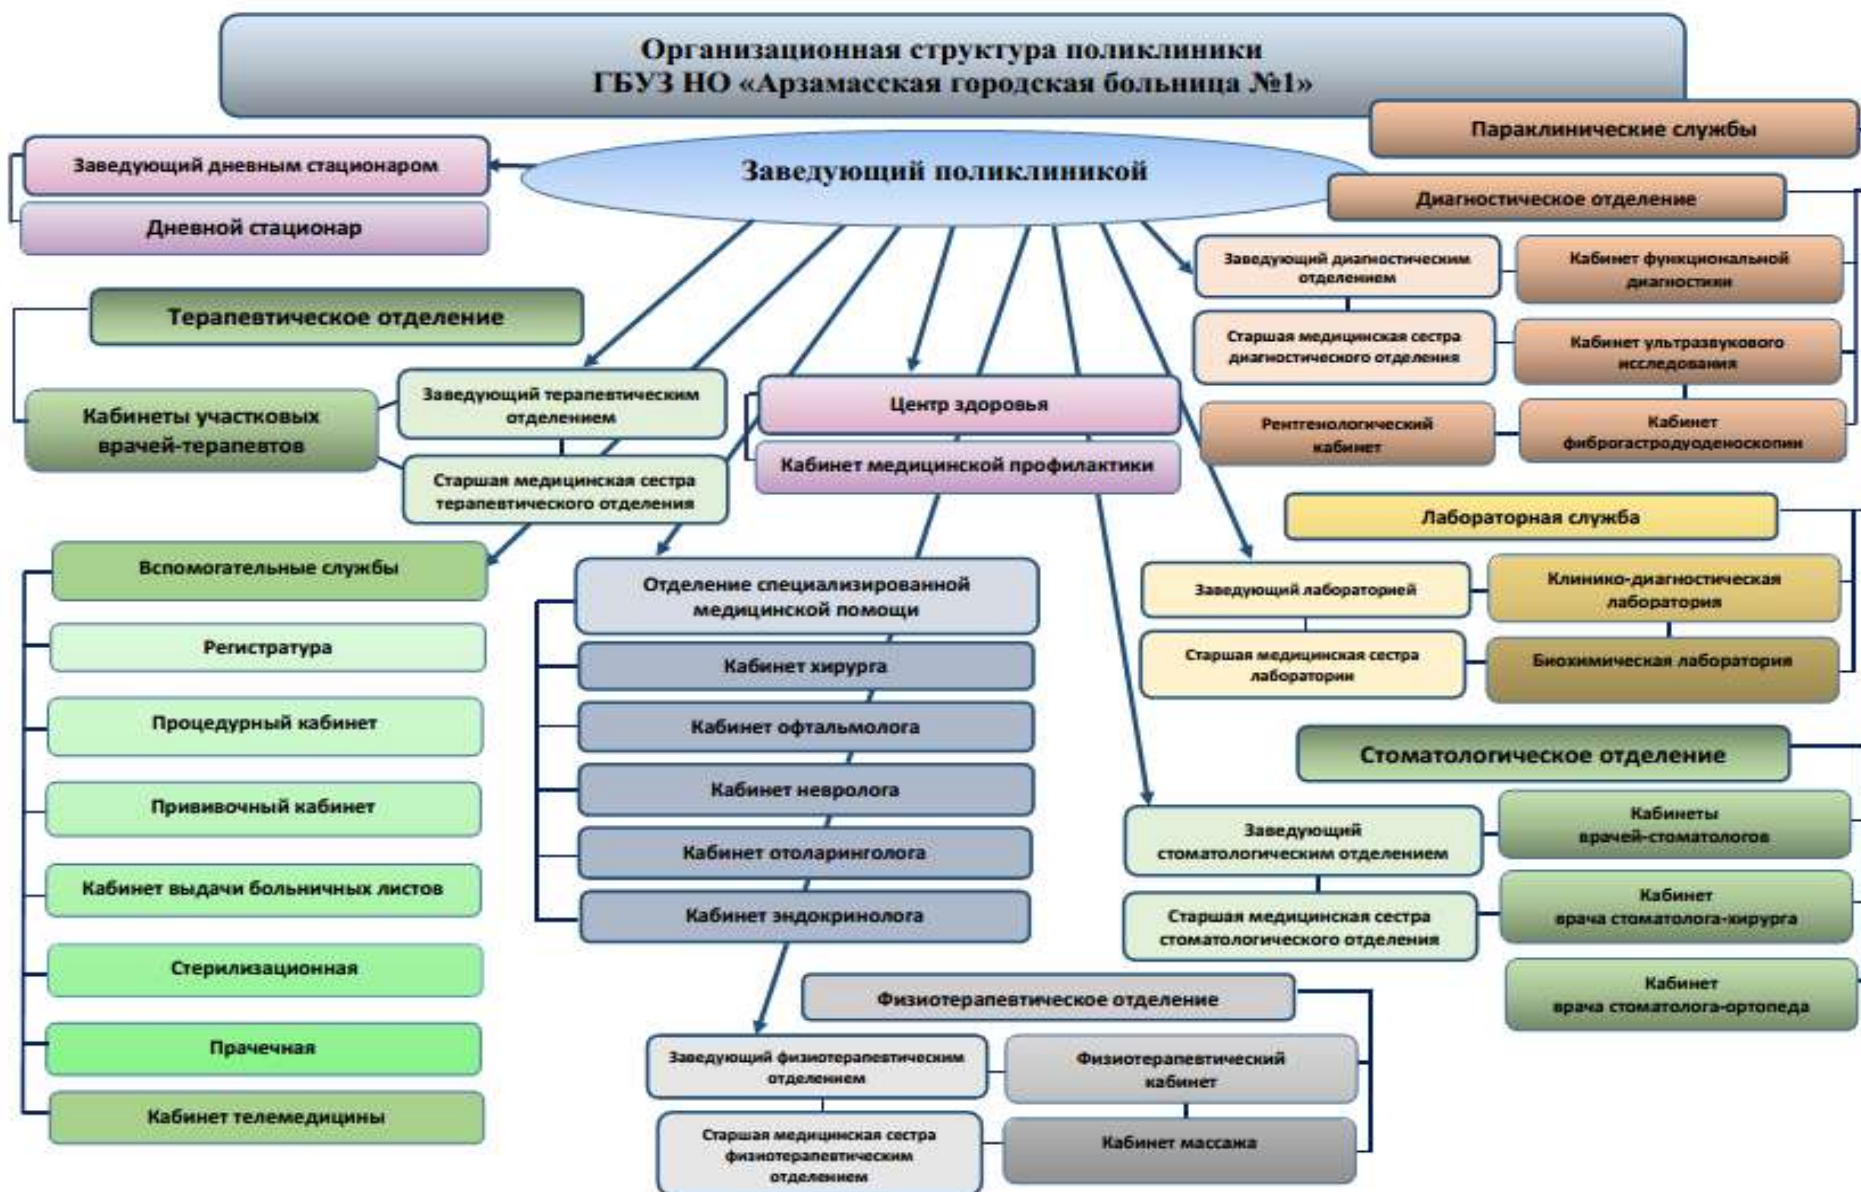 Организационная структура поликлиники
ГБУЗ НО «Арзамасская городская больница №1»
Параклинические службы
Заведующий дневным стационаром
Дневной стационар
Заведующий поликлиникой
Диагностическое отделение
Заведующий диагностическим
отделением
Кабинет функциональной
диагностики
Старшая медицинская сестра
диагностического отделения
Кабинет ультразвукового
исследования
Рентгенологический
кабинет
Кабинет
фиброгастродуоденоскопии
Терапевтическое отделение
Кабинеты участковых
врачей-терапевтов
Заведующий терапевтическим
отделением
Старшая медицинская сестра
терапевтического отделения
Центр здоровья
Кабинет медицинской профилактики
Лабораторная служба
Заведующий лабораторией
Клинико-диагностическая
лаборатория
Старшая медицинская сестра
лаборатории
Биохимическая лаборатория
Вспомогательные службы
Регистратура
Процедурный кабинет
Прививочный кабинет
Кабинет выдачи больничных листов
Стерилизационная
Прачечная
Кабинет телемедицины
Отделение специализированной
медицинской помощи
Кабинет хирурга
Кабинет офтальмолога
Кабинет невролога
Кабинет отоларинголога
Кабинет эндокринолога
Стоматологическое отделение
Заведующий
стоматологическим отделением
Кабинеты
врачей-стоматологов
Старшая медицинская сестра
стоматологического отделения
Кабинет
врача стоматолога-хирурга
Кабинет
врача стоматолога-ортопеда
Физиотерапевтическое отделение
Заведующий физиотерапевтическим
отделением
Физиотерапевтический
кабинет
Старшая медицинская сестра
физиотерапевтическим
отделением
Кабинет массажа